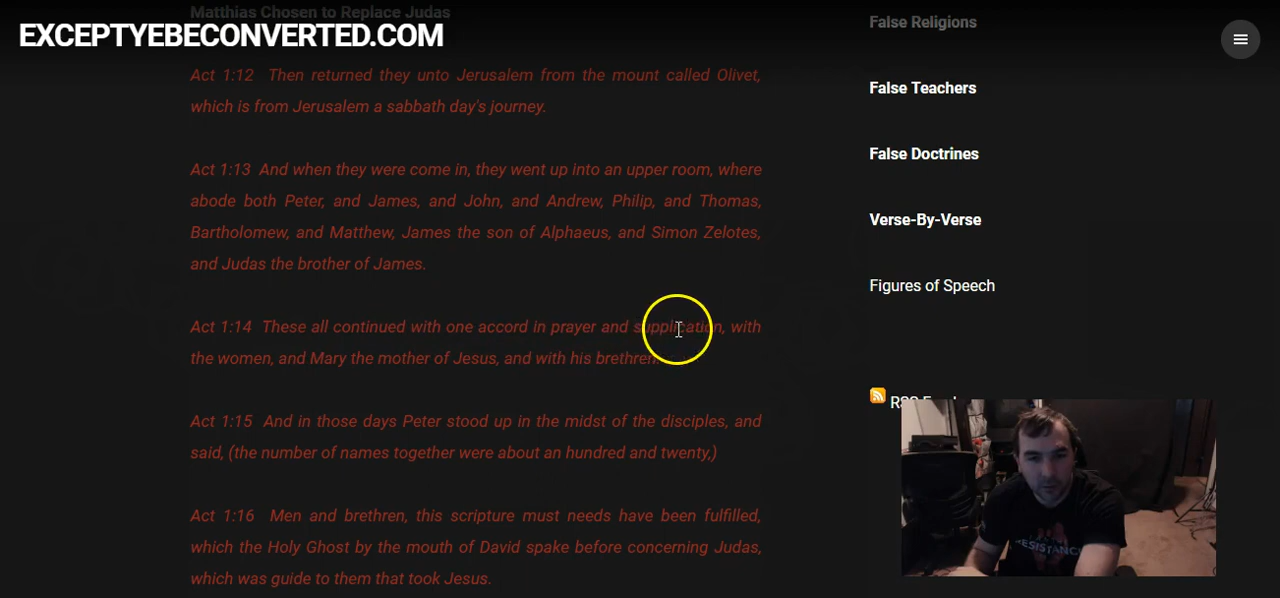 Matthias Chosen to Replace Judas
EXCEPTYEBECONVERTED.COM
Act 1:12 Then returned they unto Jerusalem from the mount called Olivet,
which is from Jerusalem a sabbath day's journey.
Act 1:13 And when they were come in, they went up into an upper room, where
abode both Peter, and James, and John, and Andrew, Philip, and Thomas,
Bartholomew, and Matthew, James the son of Alphaeus, and Simon Zelotes,
and Judas the brother of James.
Act 1:14 These all continued with one accord in prayer and supplication, with
the women, and Mary the mother of Jesus, and with his brethren.
Act 1:15 And in those days Peter stood up in the midst of the disciples, and
said, (the number of names together were about an hundred and twenty,)
Act 1:16 Men and brethren, this scripture must needs have been fulfilled,
which the Holy Ghost by the mouth of David spake before concerning Judas,
which was guide to them that took Jesus.
False Religions
False Teachers
False Doctrines
Verse-By-Verse
Figures of Speech
RSS
RESISTANC